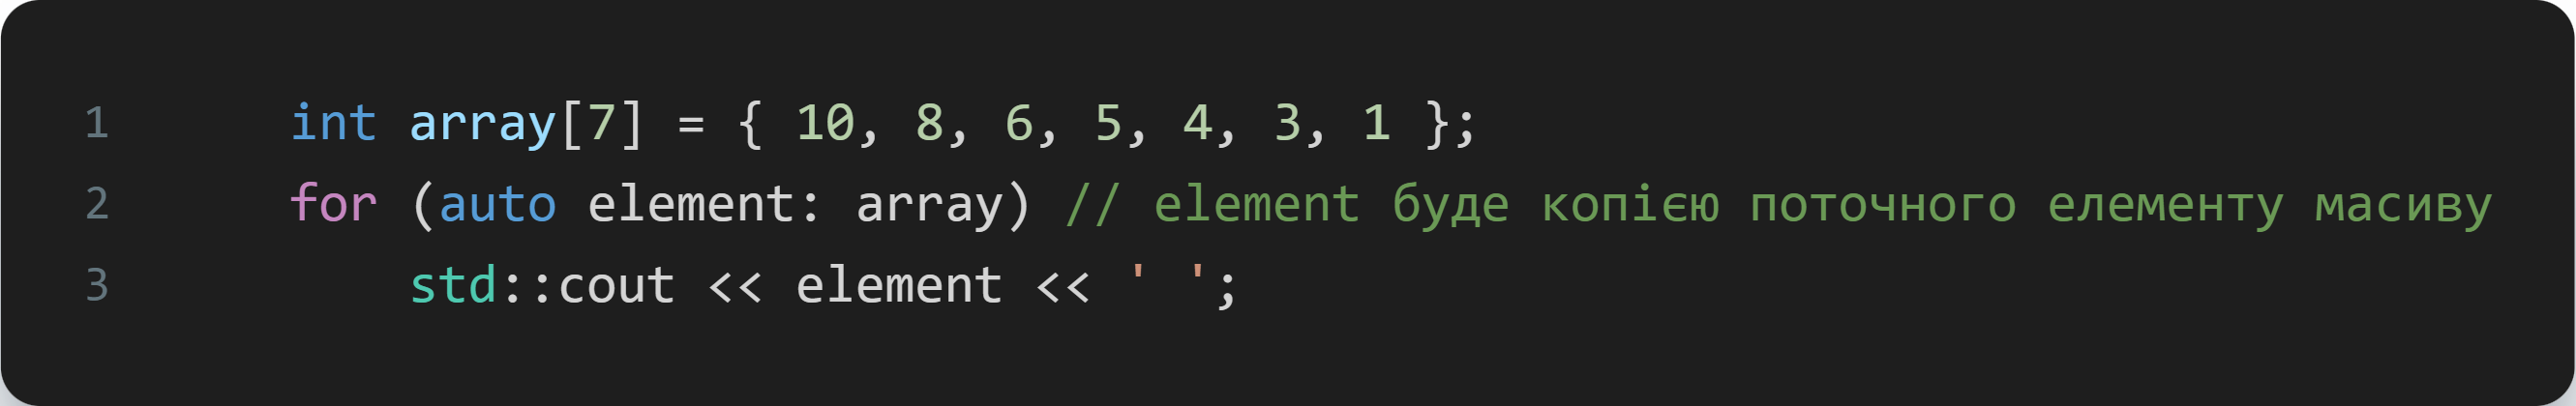 1 int array[7] = { 10, 8, 6, 5, 4, 3, 1 };
2 for (auto element: array) // element буде копією поточного елементу масиву
3 std::cout << element << ' ';